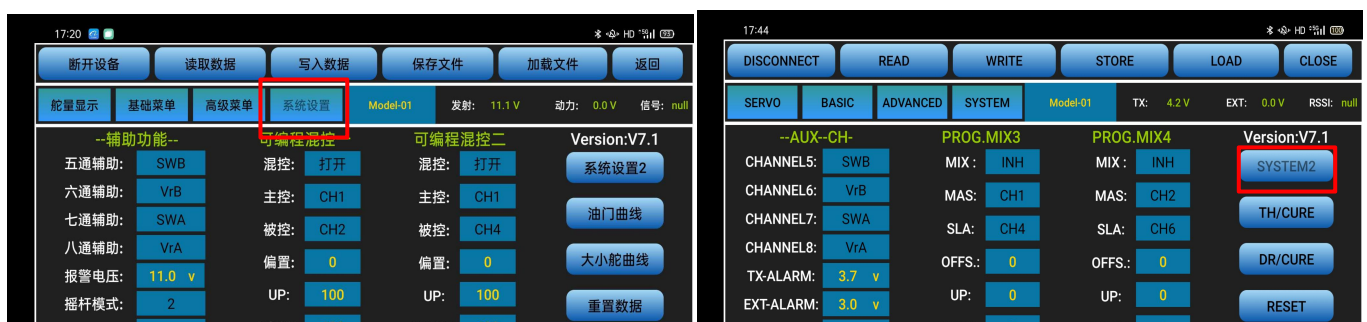 17:20 HD 5G 93
断开设备 读取数据 写入数据 保存文件 加载文件 返回
舵量显示 基础菜单 高级菜单 系统设置 Model-01 发射: 11.1 V 动力: 0.0 V 信号: null
--辅助功能-- 可编程混控一 可编程混控二 Version:V7.1
五通辅助: SWB 混控: 打开 混控: 打开 系统设置2
六通辅助: VrB 主控: CH1 主控: CH1
七通辅助: SWA 被控: CH2 被控: CH4 油门曲线
八通辅助: VrA 偏置: 0 偏置: 0 大小舵曲线
报警电压: 11.0 v UP: 100 UP: 100
摇杆模式: 2 重置数据
17:44 HD 5G 100
DISCONNECT READ WRITE STORE LOAD CLOSE
SERVO BASIC ADVANCED SYSTEM Model-01 TX: 4.2 V EXT: 0.0 V RSSI: null
--AUX--CH- PROG.MIX3 PROG.MIX4 Version:V7.1
CHANNEL5: SWB MIX : INH MIX : INH SYSTEM2
CHANNEL6: VrB MAS: CH1 MAS: CH2
CHANNEL7: SWA SLA: CH4 SLA: CH6 TH/CURE
CHANNEL8: VrA OFFS.: 0 OFFS.: 0 DR/CURE
TX-ALARM: 3.7 v UP: 0 UP: 0
EXT-ALARM: 3.0 v RESET